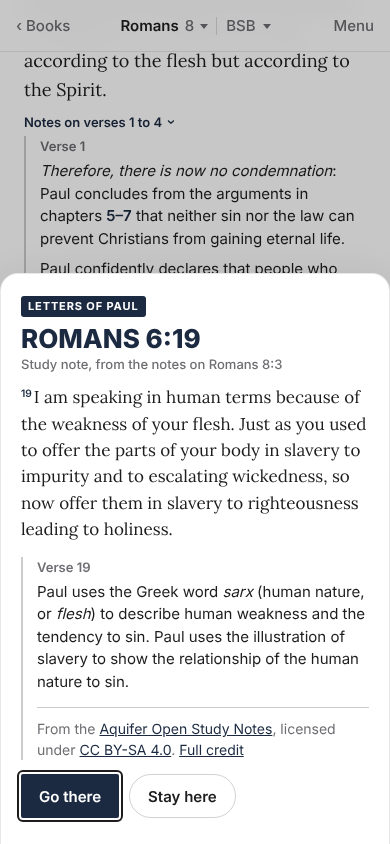 ‹ Books
Romans 8
BSB
Menu
according to the flesh but according to
the Spirit.
Notes on verses 1 to 4
Verse 1
Therefore, there is now no condemnation:
Paul concludes from the arguments in
chapters 5–7 that neither sin nor the law can
prevent Christians from gaining eternal life.
Paul confidently declares that people who
LETTERS OF PAUL
ROMANS 6:19
Study note, from the notes on Romans 8:3
19 I am speaking in human terms because of
the weakness of your flesh. Just as you used
to offer the parts of your body in slavery to
impurity and to escalating wickedness, so
now offer them in slavery to righteousness
leading to holiness.
Verse 19
Paul uses the Greek word sarx (human nature,
or flesh) to describe human weakness and the
tendency to sin. Paul uses the illustration of
slavery to show the relationship of the human
nature to sin.
From the Aquifer Open Study Notes, licensed
under CC BY-SA 4.0. Full credit
Go there
Stay here